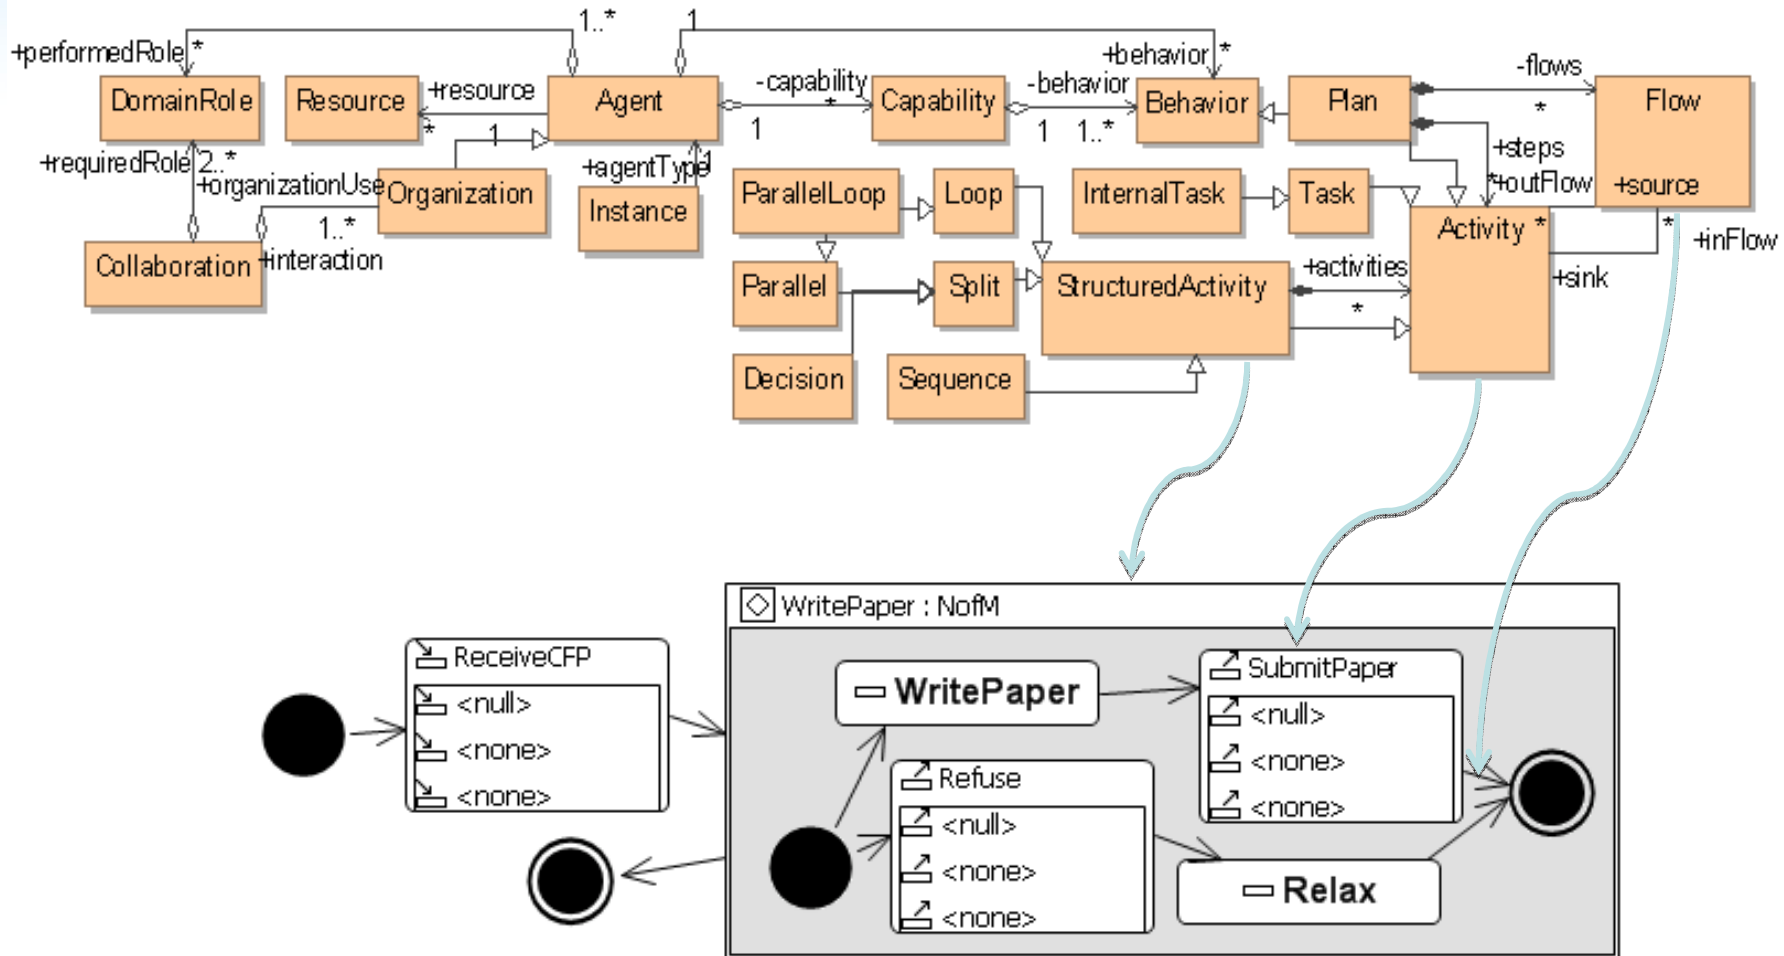 1..*
1
+performedRole
*
+behavior
*
-flows
DomainRole
Resource
+resource
*
Agent
-capability
*
1
Capability
-behavior
1
1..*
Behavior
Plan
*
Flow
1
+requiredRole
2..*
+organizationUse
Organization
+agentType
1
Instance
ParallelLoop
Loop
InternalTask
Task
+steps
*
+outFlow
+source
1..*
Collaboration
+interaction
Parallel
Split
StructuredActivity
+activities
*
Activity
*
*
+inFlow
+sink
Decision
Sequence
WritePaper : NofM
ReceiveCFP
<null>
<none>
<none>
WritePaper
SubmitPaper
<null>
<none>
<none>
Refuse
<null>
<none>
<none>
Relax